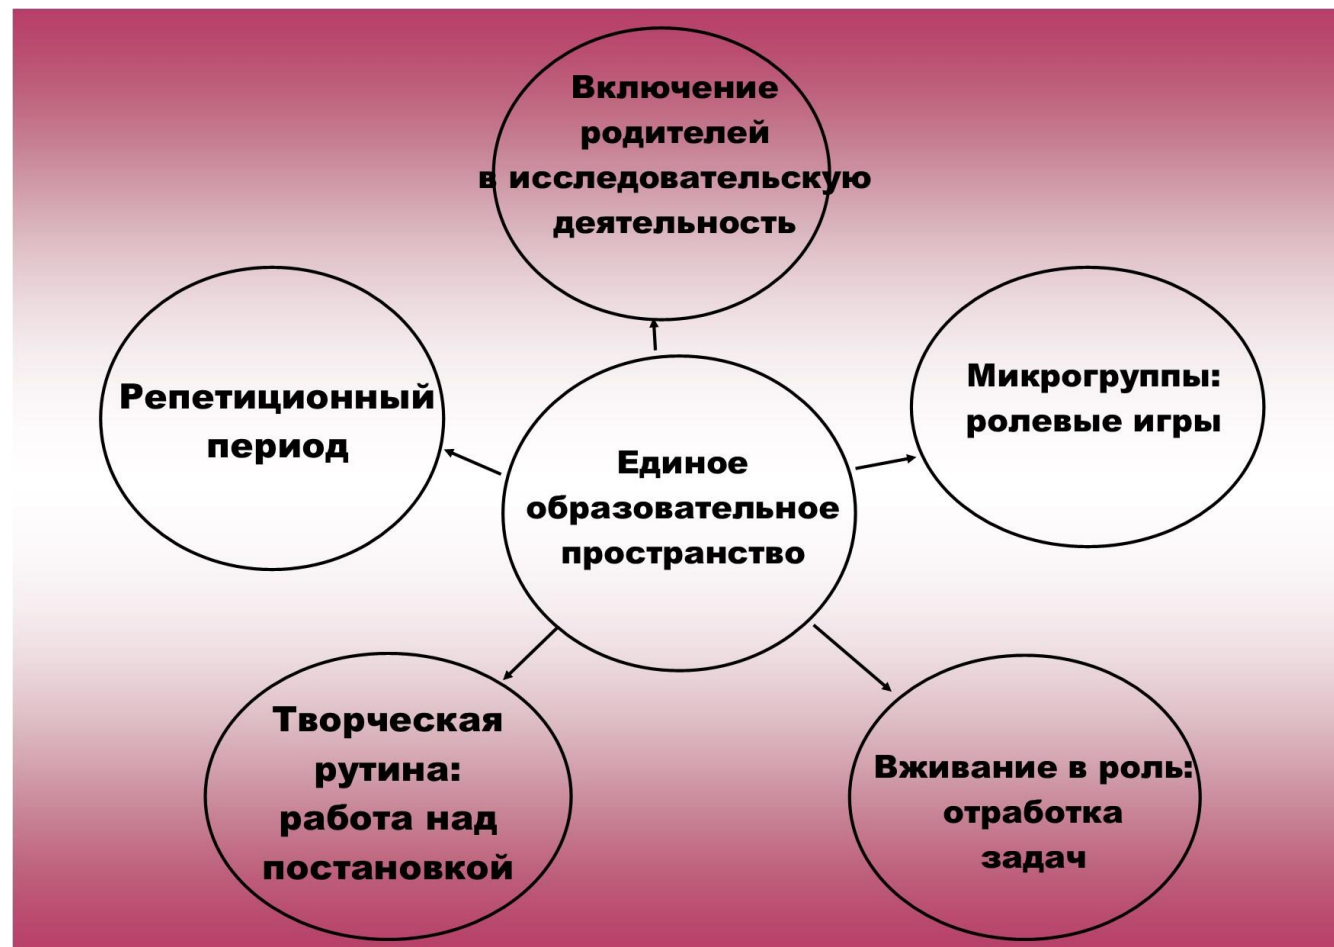 Включение
родителей
в исследовательскую
деятельность
Репетиционный
период
Микрогруппы:
ролевые игры
Единое
образовательное
пространство
Творческая
рутина:
работа над
постановкой
Вживание в роль:
отработка
задач